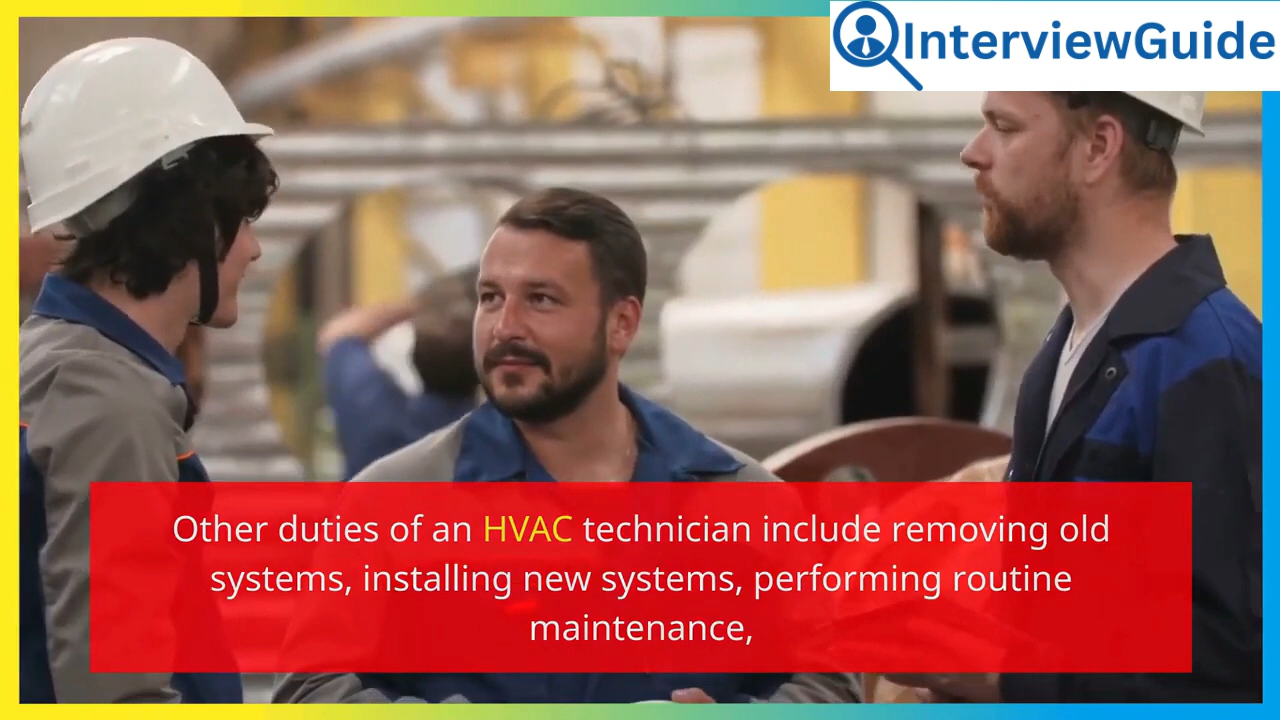 InterviewGuide
Other duties of an HVAC technician include removing old
systems, installing new systems, performing routine
maintenance,